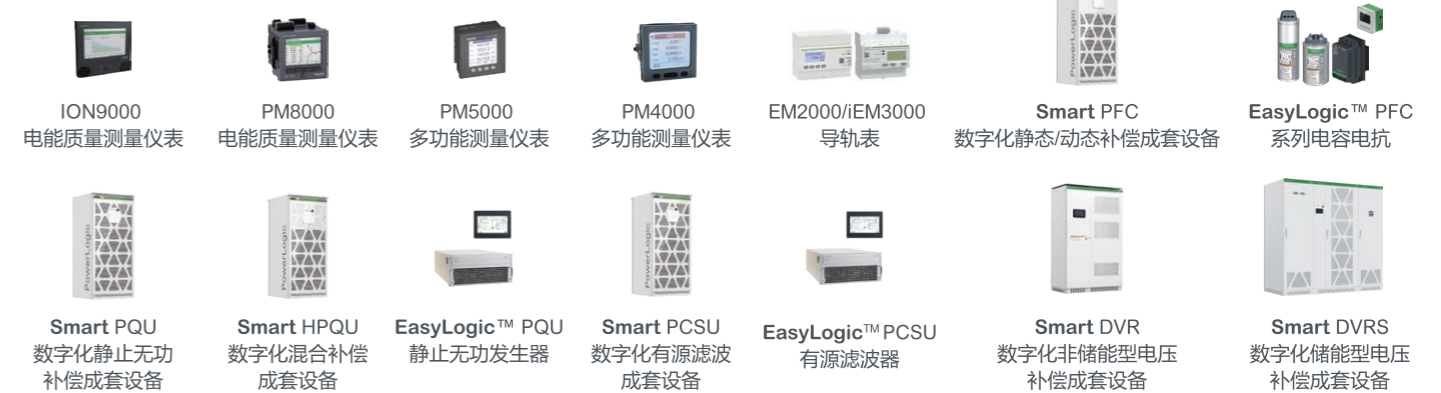 ION9000
电能质量测量仪表
PM8000
电能质量测量仪表
PM5000
多功能测量仪表
PM4000
多功能测量仪表
EM2000/iEM3000
导轨表
PowerLogic
Smart PFC
数字化静态/动态补偿成套设备
EasyLogic™ PFC
系列电容电抗
PowerLogic
Smart PQU
数字化静止无功
补偿成套设备
PowerLogic
Smart HPQU
数字化混合补偿
成套设备
EasyLogic™ PQU
静止无功发生器
PowerLogic
Smart PCSU
数字化有源滤波
成套设备
EasyLogic™ PCSU
有源滤波器
Smart DVR
数字化非储能型电压
补偿成套设备
Smart DVRS
数字化储能型电压
补偿成套设备